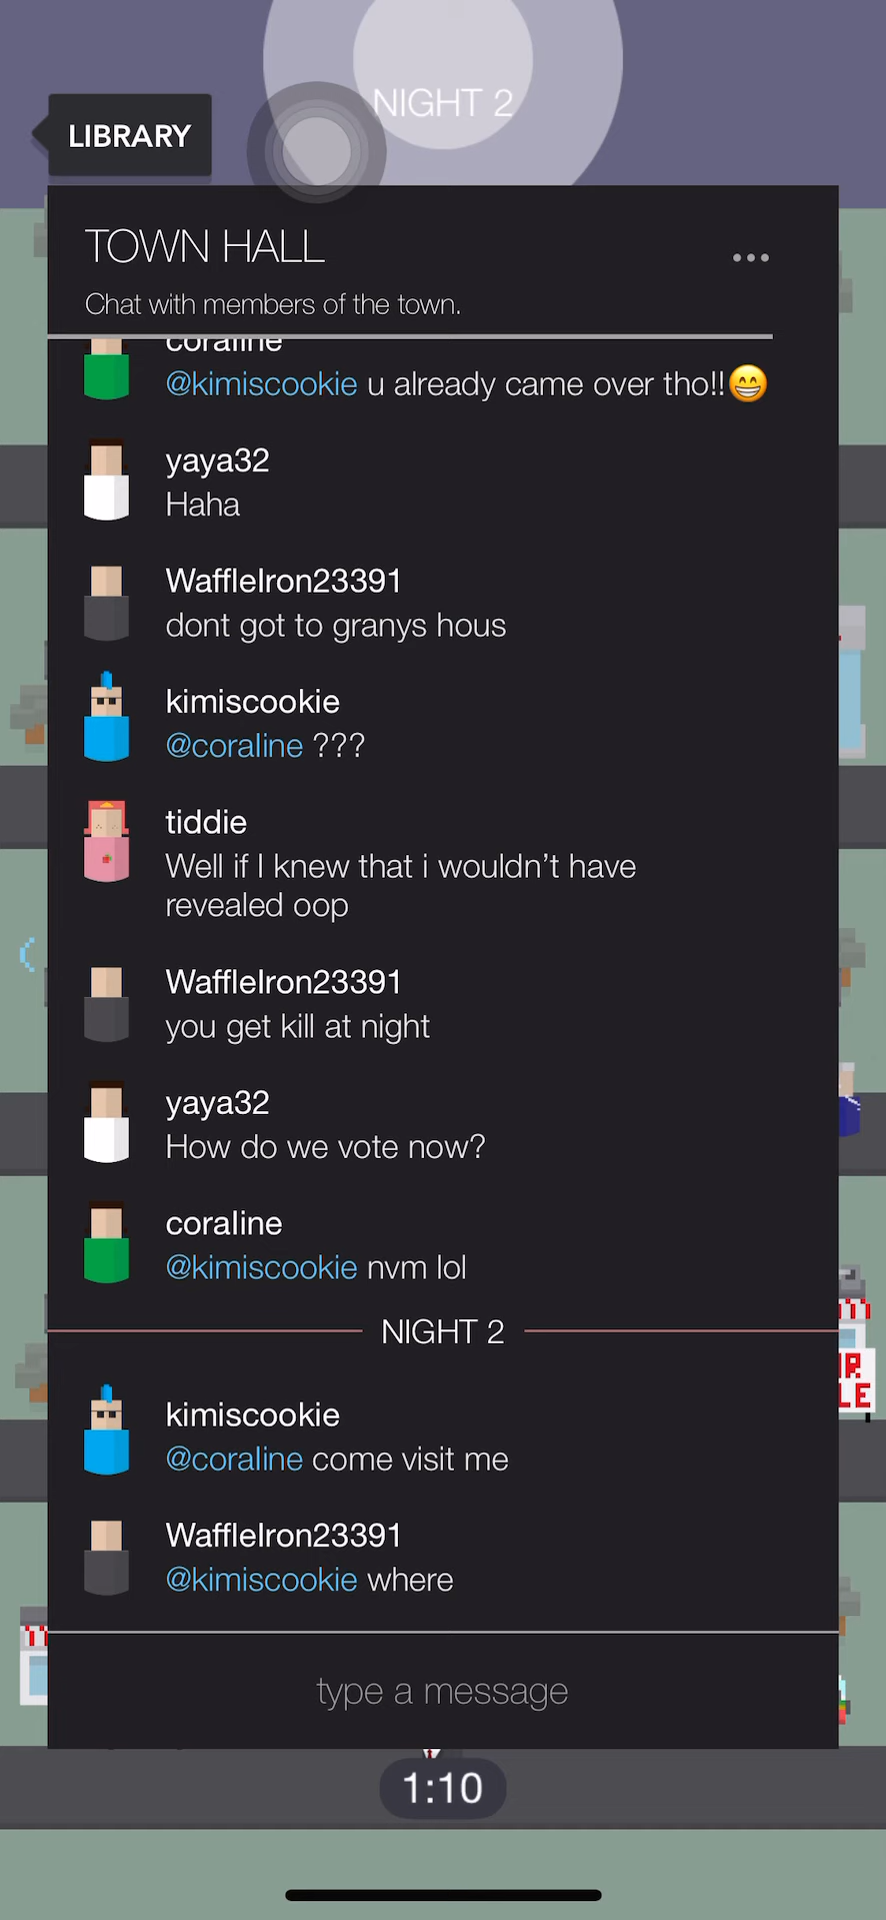 NIGHT 2
LIBRARY
TOWN HALL
Chat with members of the town.
coraline
@kimiscookie u already came over tho!!😁
yaya32
Haha
WaffleIron23391
dont got to granys hous
kimiscookie
@coraline ???
tiddie
Well if I knew that i wouldn’t have
revealed oop
WaffleIron23391
you get kill at night
yaya32
How do we vote now?
coraline
@kimiscookie nvm lol
NIGHT 2
kimiscookie
@coraline come visit me
WaffleIron23391
@kimiscookie where
type a message
1:10